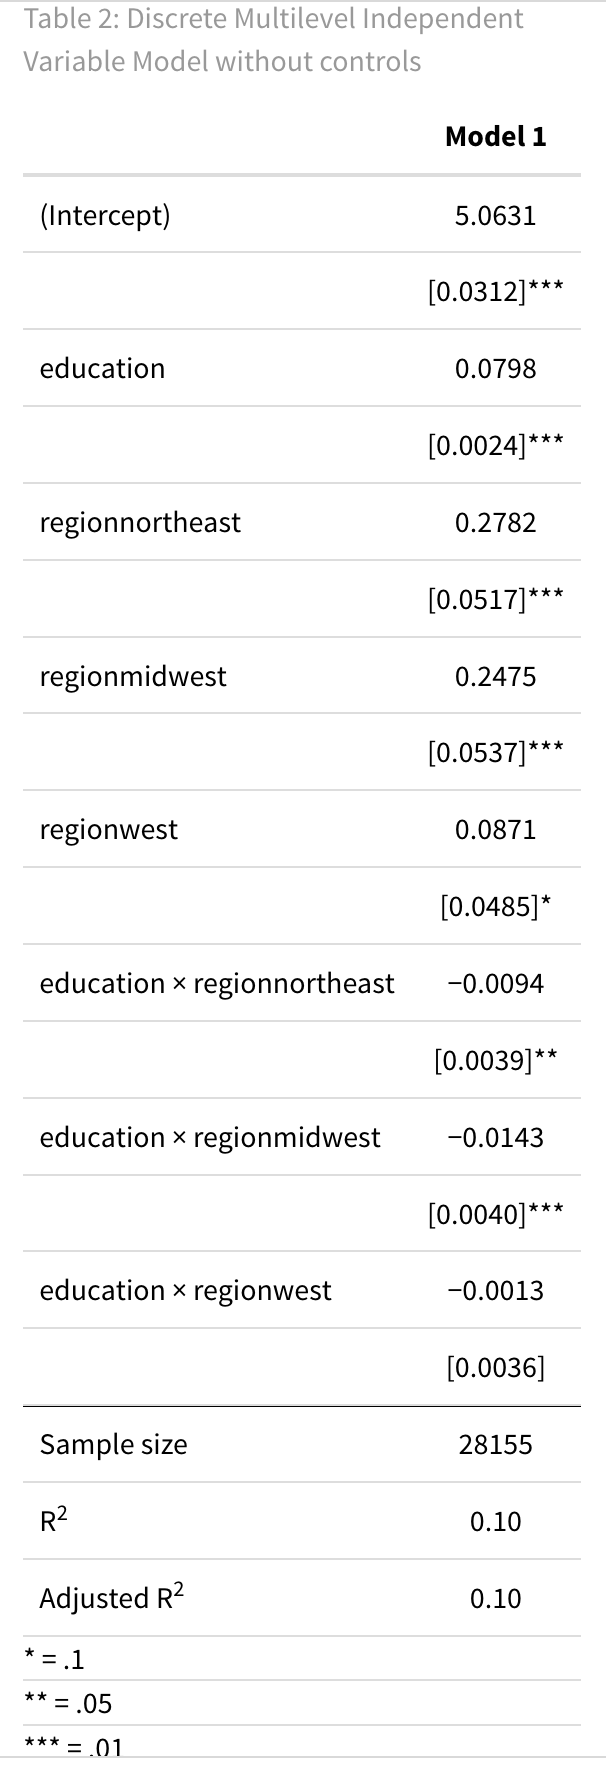 Table 2: Discrete Multilevel Independent
Variable Model without controls
Model 1
(Intercept) 5.0631
[0.0312]***
education 0.0798
[0.0024]***
regionnortheast 0.2782
[0.0517]***
regionmidwest 0.2475
[0.0537]***
regionwest 0.0871
[0.0485]*
education × regionnortheast −0.0094
[0.0039]**
education × regionmidwest −0.0143
[0.0040]***
education × regionwest −0.0013
[0.0036]
Sample size 28155
R² 0.10
Adjusted R² 0.10
* = .1
** = .05
*** = .01